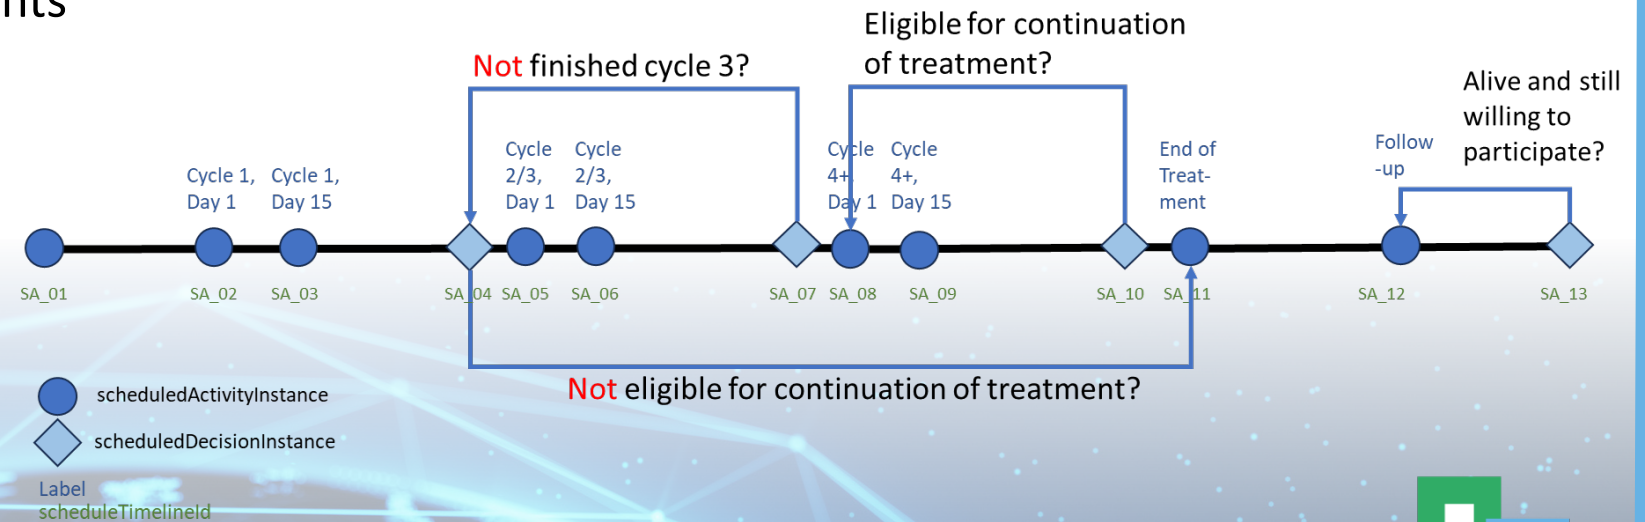 nts
Eligible for continuation
of treatment?
Not finished cycle 3?
Alive and still
willing to
participate?
Cycle 1,
Day 1
Cycle 1,
Day 15
Cycle
2/3,
Day 1
Cycle
2/3,
Day 15
Cycle
4+,
Day 1
Cycle
4+,
Day 15
End of
Treat-
ment
Follow
-up
SA_01
SA_02
SA_03
SA_04
SA_05
SA_06
SA_07
SA_08
SA_09
SA_10
SA_11
SA_12
SA_13
Not eligible for continuation of treatment?
scheduledActivityInstance
scheduledDecisionInstance
Label
scheduleTimelineId